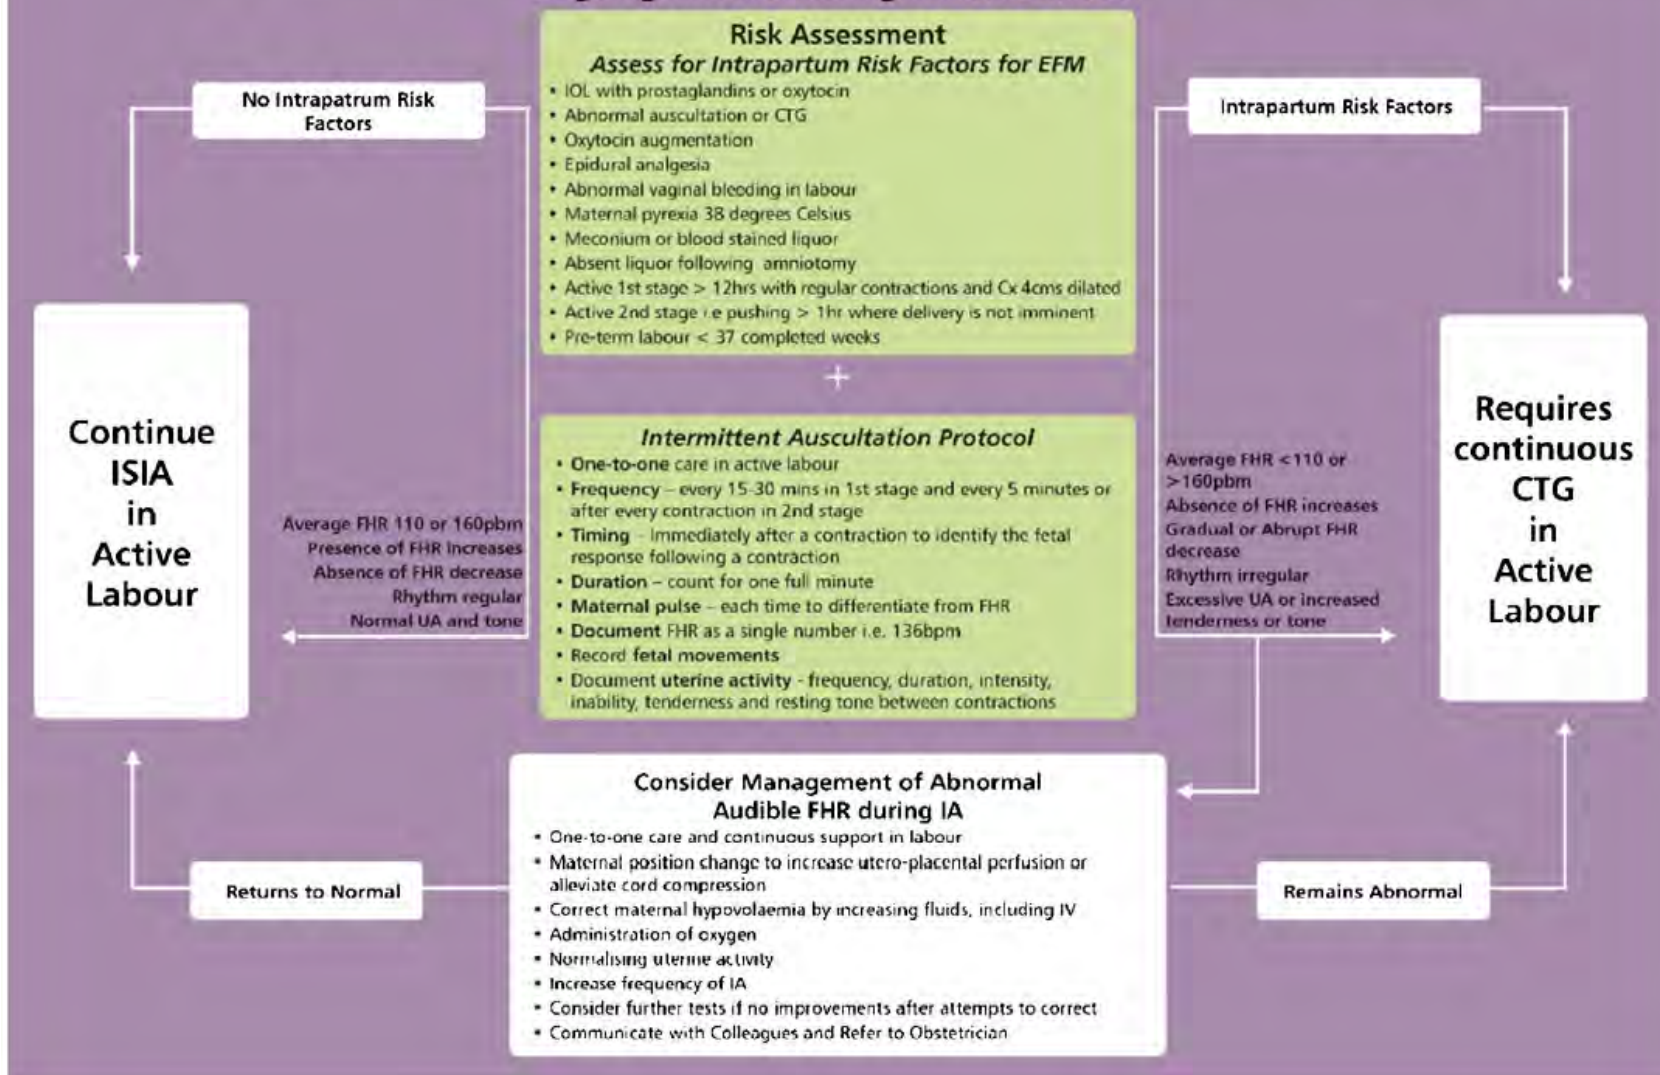 Risk Assessment
Assess for Intrapartum Risk Factors for EFM
• IOL with prostaglandins or oxytocin
• Abnormal auscultation or CTG
• Oxytocin augmentation
• Epidural analgesia
• Abnormal vaginal bleeding in labour
• Maternal pyrexia 38 degrees Celsius
• Meconium or blood stained liquor
• Absent liquor following amniotomy
• Active 1st stage > 12hrs with regular contractions and Cx 4cms dilated
• Active 2nd stage i.e pushing > 1hr where delivery is not imminent
• Pre-term labour < 37 completed weeks
No Intrapatrum Risk
Factors
Intrapartum Risk Factors
+
Continue
ISIA
in
Active
Labour
Average FHR 110 or 160pbm
Presence of FHR increases
Absence of FHR decrease
Rhythm regular
Normal UA and tone
Intermittent Auscultation Protocol
• One-to-one care in active labour
• Frequency – every 15-30 mins in 1st stage and every 5 minutes or
after every contraction in 2nd stage
• Timing – Immediately after a contraction to identify the fetal
response following a contraction
• Duration – count for one full minute
• Maternal pulse – each time to differentiate from FHR
• Document FHR as a single number i.e. 136bpm
• Record fetal movements
• Document uterine activity - frequency, duration, intensity,
inability, tenderness and resting tone between contractions
Average FHR <110 or
>160pbm
Absence of FHR increases
Gradual or Abrupt FHR
decrease
Rhythm irregular
Excessive UA or increased
tenderness or tone
Requires
continuous
CTG
in
Active
Labour
Consider Management of Abnormal
Audible FHR during IA
• One-to-one care and continuous support in labour
• Maternal position change to increase utero-placental perfusion or
alleviate cord compression
• Correct maternal hypovolaemia by increasing fluids, including IV
• Administration of oxygen
• Normalising uterine activity
• Increase frequency of IA
• Consider further tests if no improvements after attempts to correct
• Communicate with Colleagues and Refer to Obstetrician
Returns to Normal
Remains Abnormal